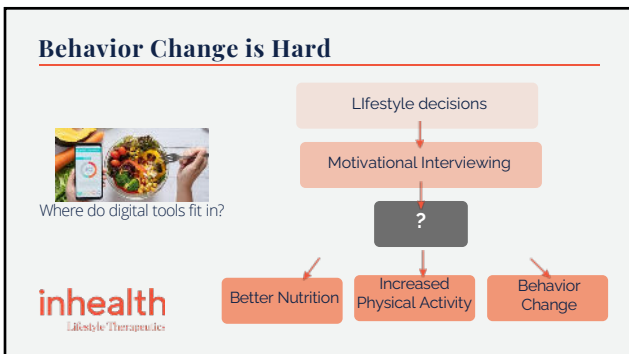 Behavior Change is Hard
LIfestyle decisions
Motivational Interviewing
Where do digital tools fit in?
?
Better Nutrition
Increased
Physical Activity
Behavior
Change
inhealth
Lifestyle Therapeutics